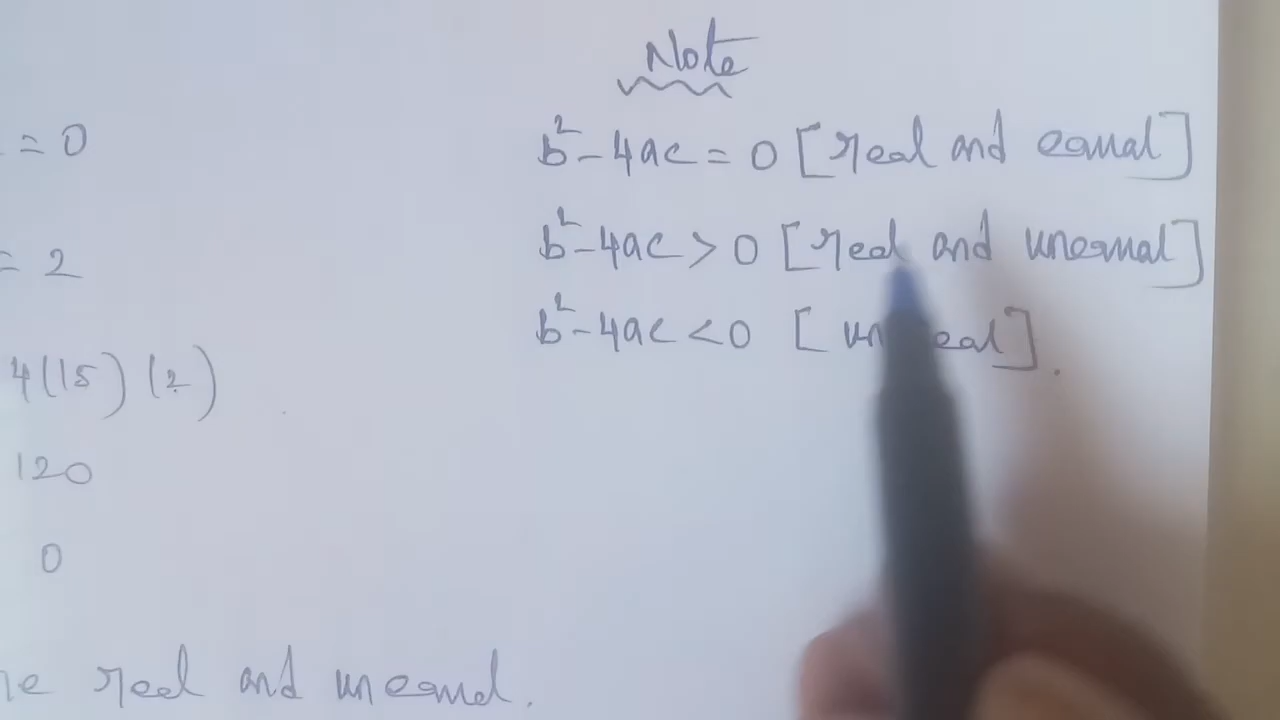 Note
= 0
b² - 4ac = 0 [real and equal]
b² - 4ac > 0 [real and unequal]
= 2
b² - 4ac < 0 [unreal].
4(15)(2)
120
0
real and unequal.